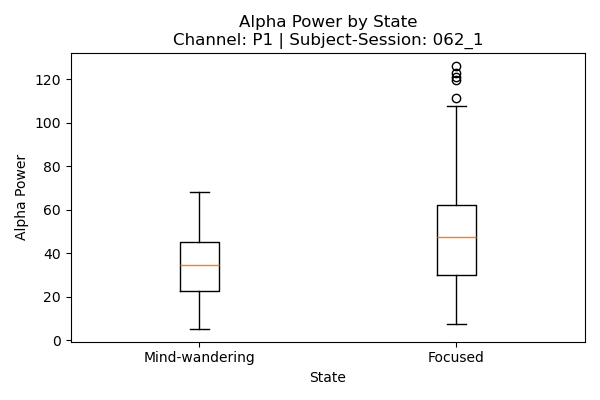 Alpha Power by State
Channel: P1 | Subject-Session: 062_1
Alpha Power
120
100
80
60
40
20
0
Mind-wandering
Focused
State